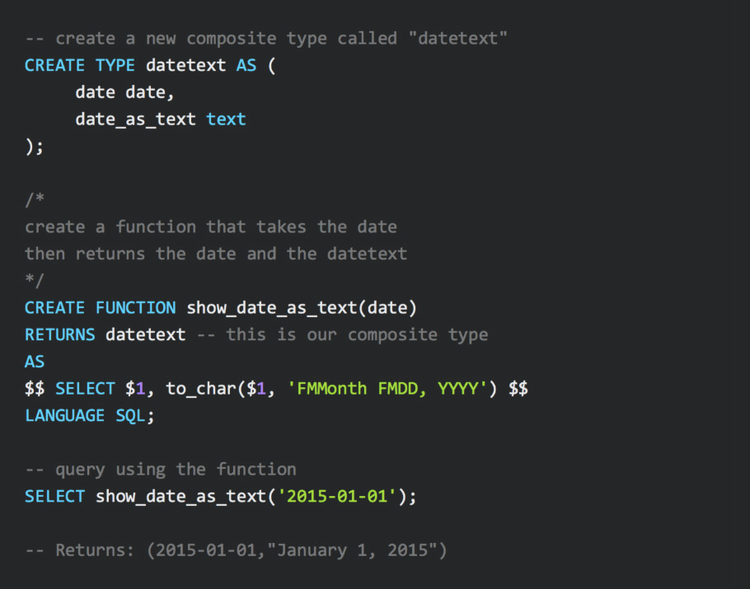 -- create a new composite type called "datetext"
CREATE TYPE datetext AS (
     date date,
     date_as_text text
);

/*
create a function that takes the date
then returns the date and the datetext
*/
CREATE FUNCTION show_date_as_text(date)
RETURNS datetext -- this is our composite type
AS
$$ SELECT $1, to_char($1, 'FMMonth FMDD, YYYY') $$
LANGUAGE SQL;

-- query using the function
SELECT show_date_as_text('2015-01-01');

-- Returns: (2015-01-01,"January 1, 2015")